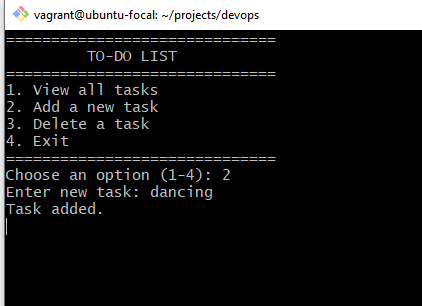 vagrant@ubuntu-focal: ~/projects/devops
==============================
         TO-DO LIST
==============================
1. View all tasks
2. Add a new task
3. Delete a task
4. Exit
==============================
Choose an option (1-4): 2
Enter new task: dancing
Task added.